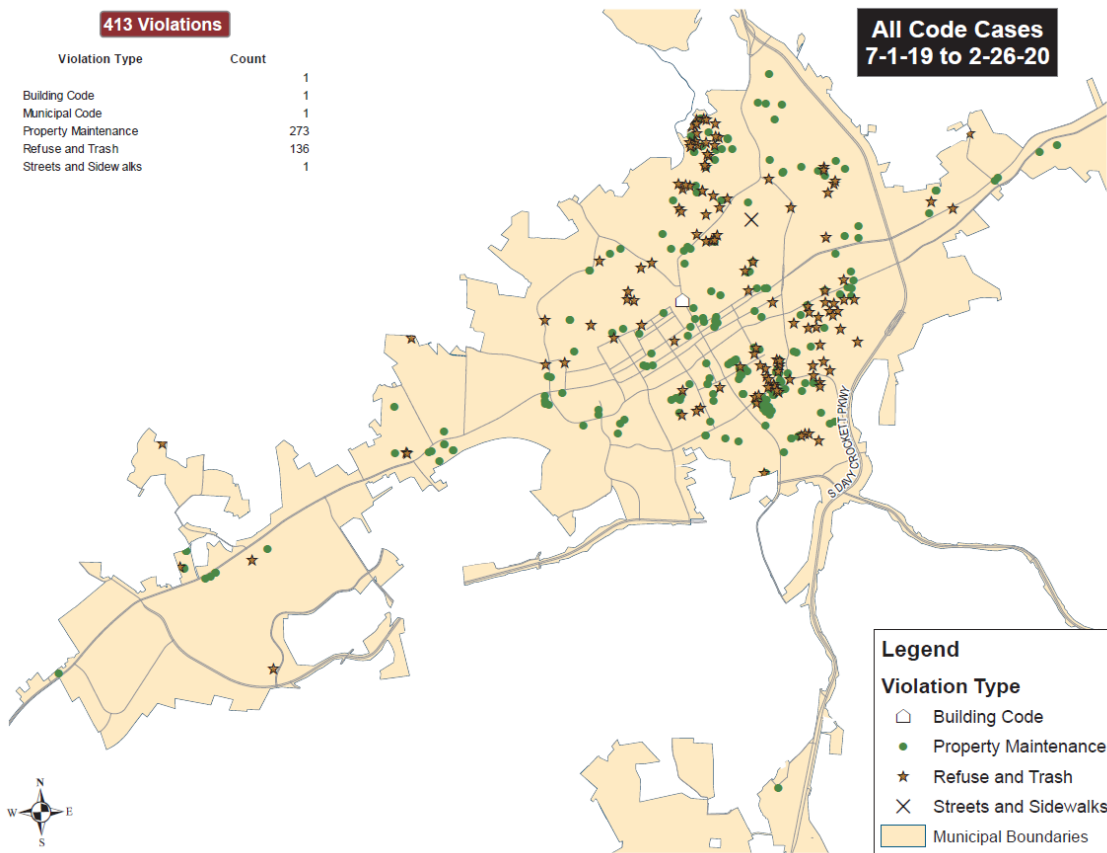 413 Violations
Violation Type Count
1
Building Code 1
Municipal Code 1
Property Maintenance 273
Refuse and Trash 136
Streets and Sidewalks 1
All Code Cases
7-1-19 to 2-26-20
S DAVY CROCKETT PKWY
Legend
Violation Type
Building Code
Property Maintenance
Refuse and Trash
Streets and Sidewalks
Municipal Boundaries
N
W E
S